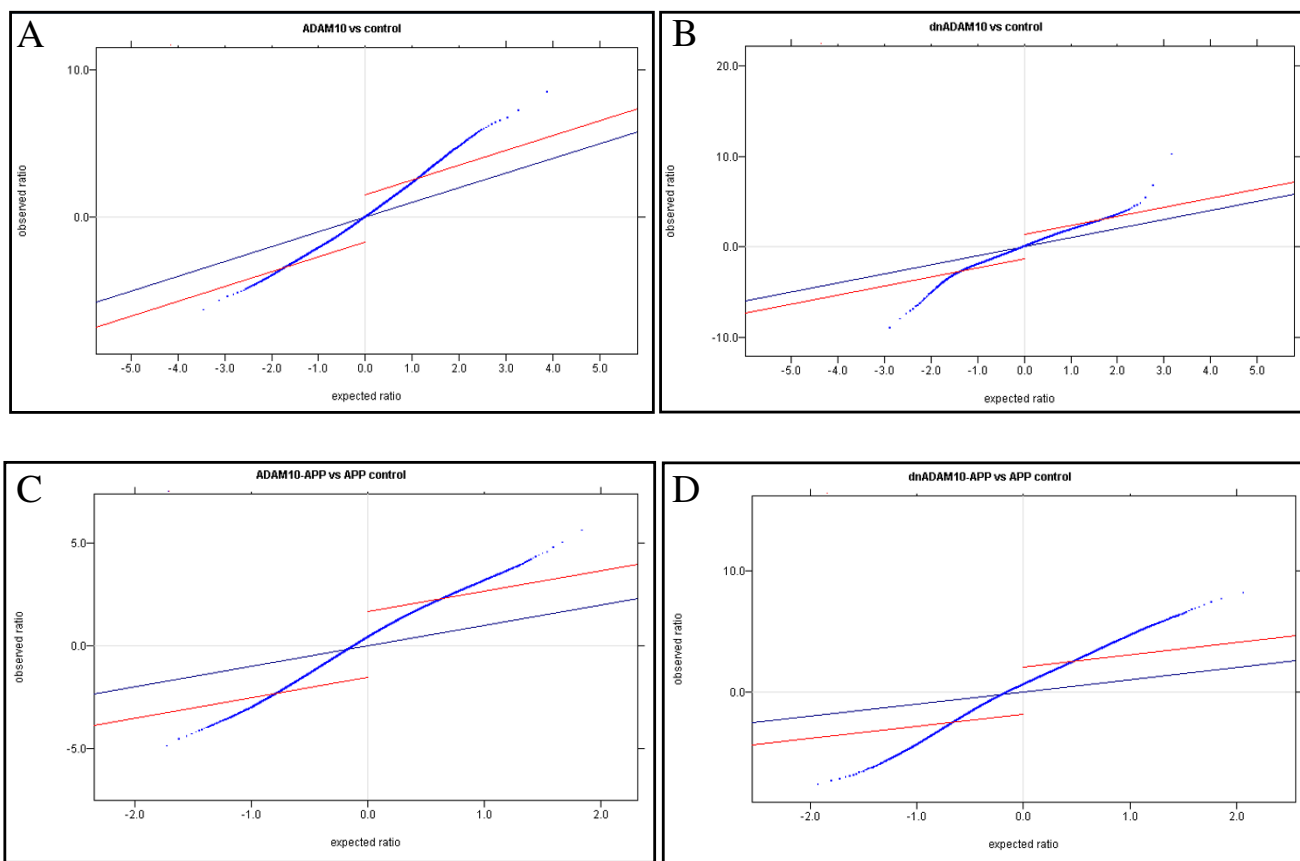 A
ADAM10 vs control
10.0
0.0
observed ratio
-5.0 -4.0 -3.0 -2.0 -1.0 0.0 1.0 2.0 3.0 4.0 5.0
expected ratio
B
dnADAM10 vs control
20.0
10.0
0.0
-10.0
observed ratio
-5.0 -4.0 -3.0 -2.0 -1.0 0.0 1.0 2.0 3.0 4.0 5.0
expected ratio
C
ADAM10-APP vs APP control
5.0
0.0
-5.0
observed ratio
-2.0 -1.0 0.0 1.0 2.0
expected ratio
D
dnADAM10-APP vs APP control
10.0
0.0
observed ratio
-2.0 -1.0 0.0 1.0 2.0
expected ratio